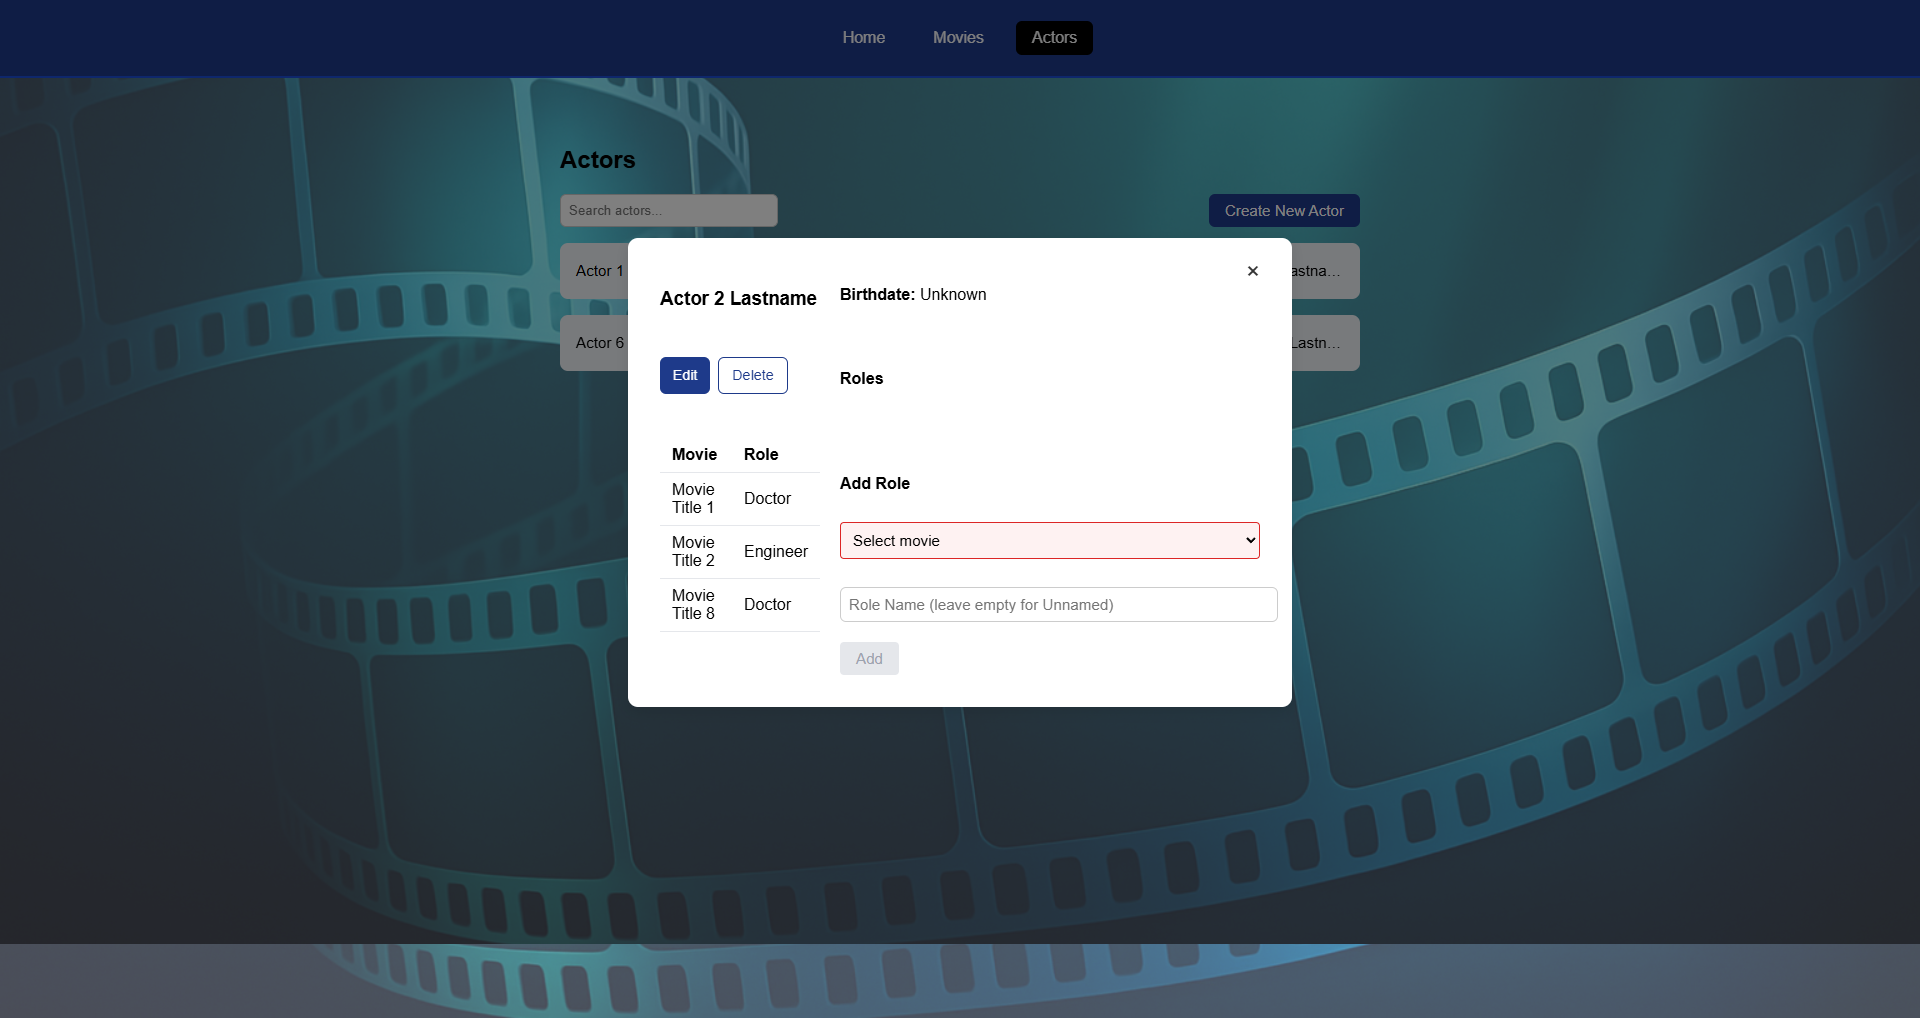 Home
Movies
Actors
Actors
Search actors...
Create New Actor
Actor 1
astna...
Actor 6
Lastn...
×
Actor 2 Lastname
Birthdate: Unknown
Edit
Delete
Roles
Movie Role
Movie
Title 1
Doctor
Movie
Title 2
Engineer
Movie
Title 8
Doctor
Add Role
Select movie
Role Name (leave empty for Unnamed)
Add